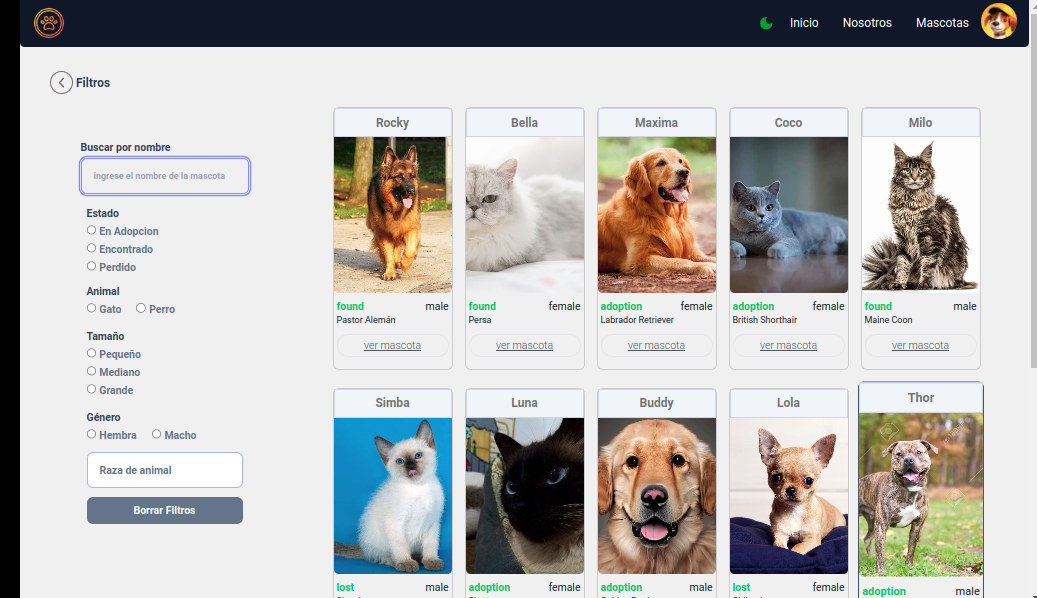 Inicio Nosotros Mascotas
Filtros
Buscar por nombre
ingrese el nombre de la mascota
Estado
En Adopcion
Encontrado
Perdido
Animal
Gato Perro
Tamaño
Pequeño
Mediano
Grande
Género
Hembra Macho
Raza de animal
Borrar Filtros
Rocky
found male
Pastor Alemán
ver mascota
Bella
found female
Persa
ver mascota
Maxima
adoption female
Labrador Retriever
ver mascota
Coco
adoption female
British Shorthair
ver mascota
Milo
found male
Maine Coon
ver mascota
Simba
lost male
Luna
adoption female
Buddy
adoption male
Lola
lost female
Thor
adoption male